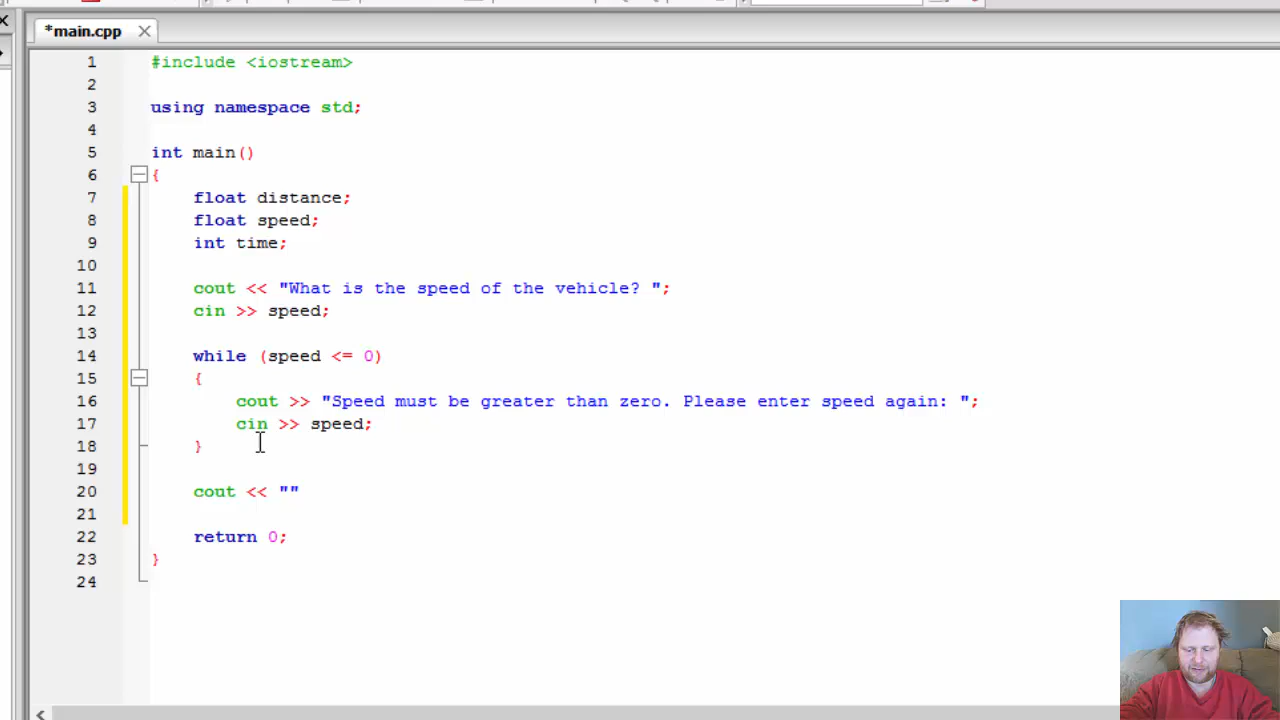 *main.cpp
1 #include <iostream>
2
3 using namespace std;
4
5 int main()
6 {
7 float distance;
8 float speed;
9 int time;
10
11 cout << "What is the speed of the vehicle? ";
12 cin >> speed;
13
14 while (speed <= 0)
15 {
16 cout >> "Speed must be greater than zero. Please enter speed again: ";
17 cin >> speed;
18 }
19
20 cout << ""
21
22 return 0;
23 }
24